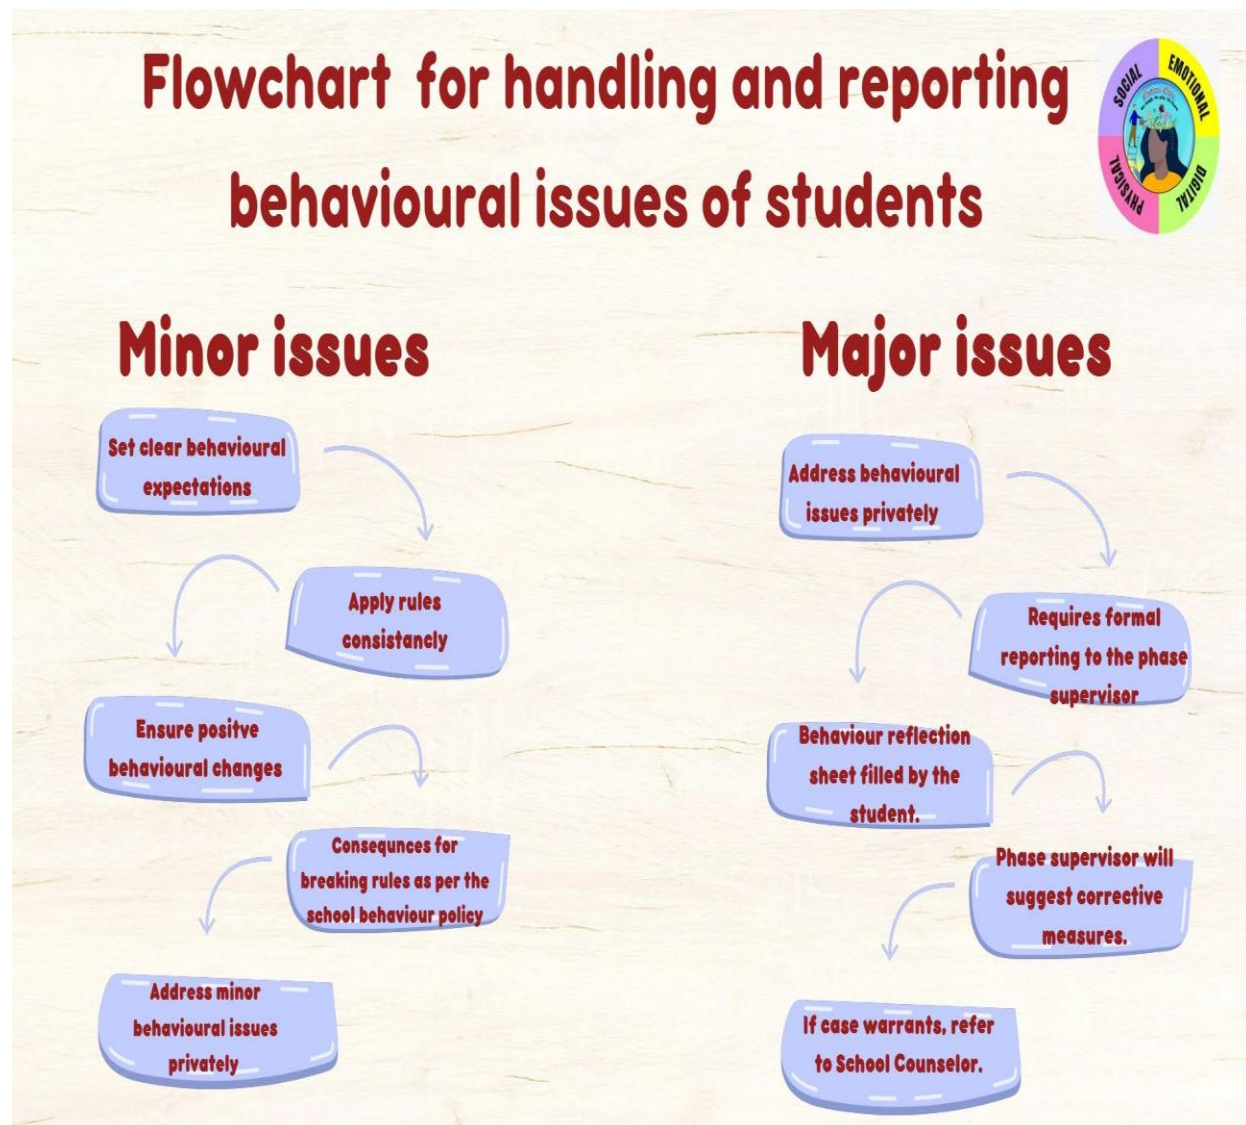 Flowchart for handling and reporting
behavioural issues of students
SOCIAL
EMOTIONAL
PHYSICAL
DIGITAL
Minor issues
Set clear behavioural
expectations
Apply rules
consistancly
Ensure positve
behavioural changes
Consequnces for
breaking rules as per the
school behaviour policy
Address minor
behavioural issues
privately
Major issues
Address behavioural
issues privately
Requires formal
reporting to the phase
supervisor
Behaviour reflection
sheet filled by the
student.
Phase supervisor will
suggest corrective
measures.
If case warrants, refer
to School Counselor.